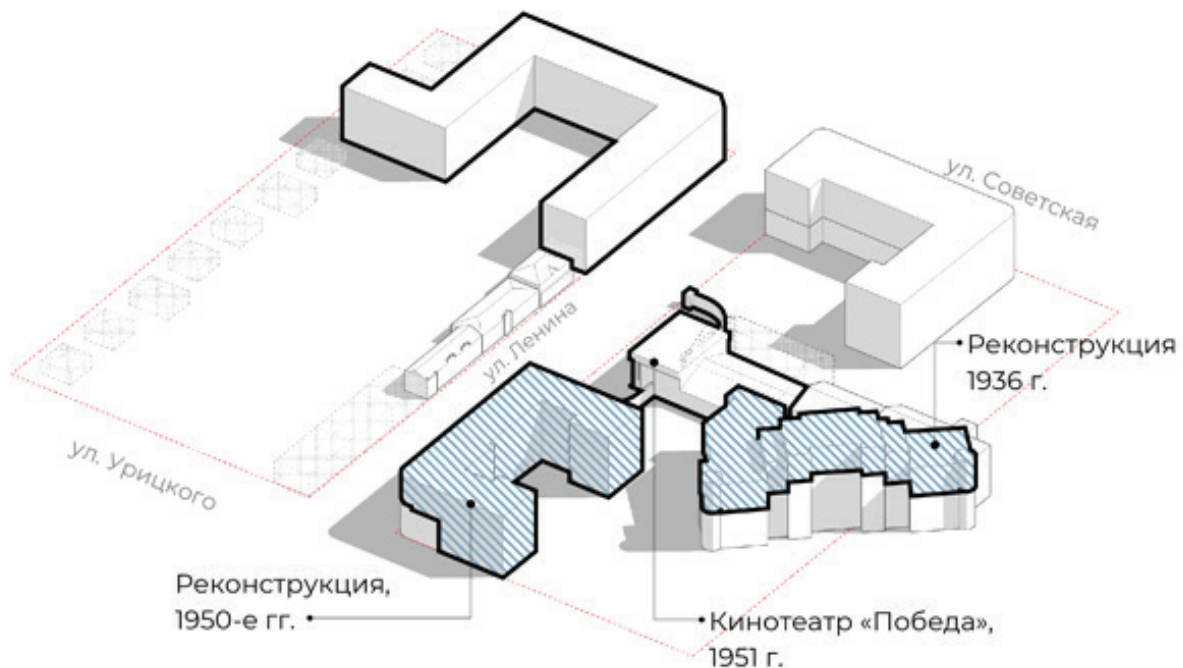 ул. Советская
ул. Ленина
Реконструкция
1936 г.
ул. Урицкого
Реконструкция,
1950-е гг.
Кинотеатр «Победа»,
1951 г.